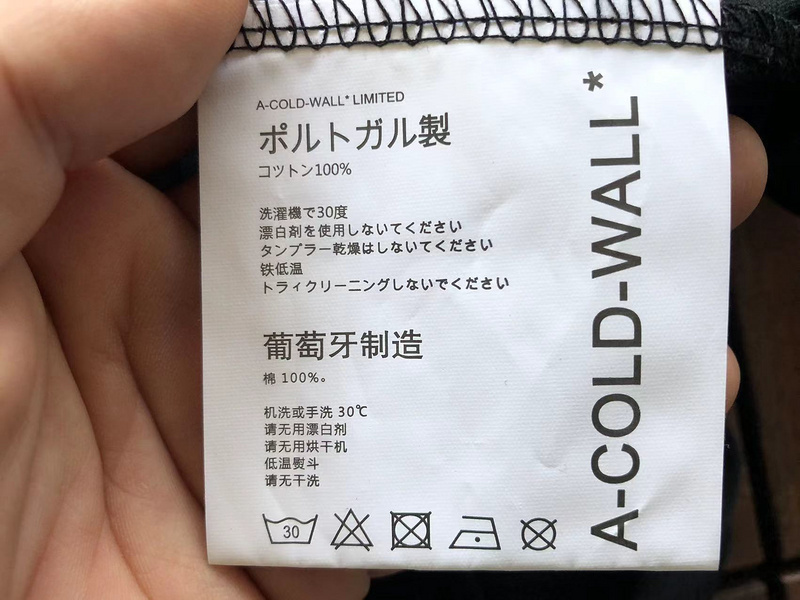 A-COLD-WALL* LIMITED
ポルトガル製
コツトン100%
洗濯機で30度
漂白剤を使用しないてください
タンブラー乾燥はしないてください
铁低温
トライクリーニングしないでください
葡萄牙制造
棉 100%。
机洗或手洗 30℃
请无用漂白剂
请无用烘干机
低温熨斗
请无干洗
30
A-COLD-WALL*